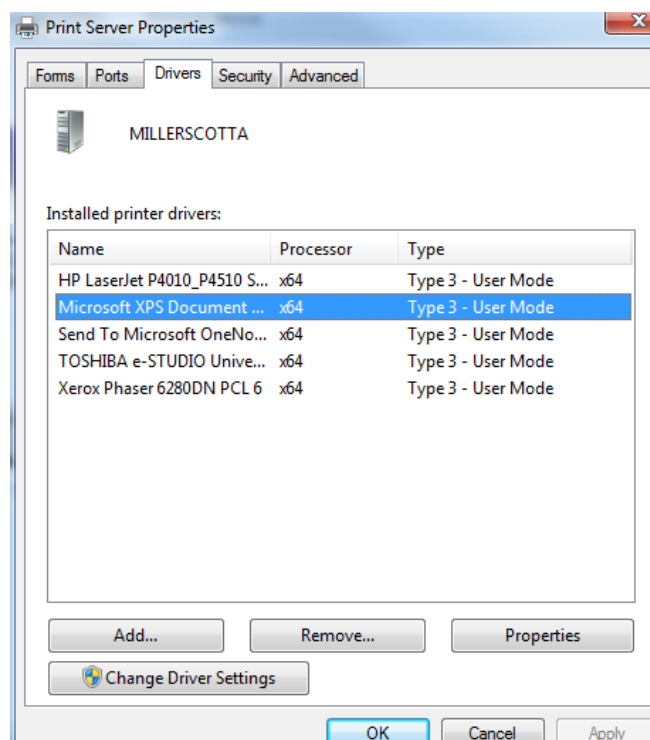 Print Server Properties
Forms Ports Drivers Security Advanced
MILLERSCOTTA
Installed printer drivers:
Name Processor Type
HP LaserJet P4010_P4510 S... x64 Type 3 - User Mode
Microsoft XPS Document ... x64 Type 3 - User Mode
Send To Microsoft OneNo... x64 Type 3 - User Mode
TOSHIBA e-STUDIO Unive... x64 Type 3 - User Mode
Xerox Phaser 6280DN PCL 6 x64 Type 3 - User Mode
Add... Remove... Properties
Change Driver Settings
OK Cancel Apply